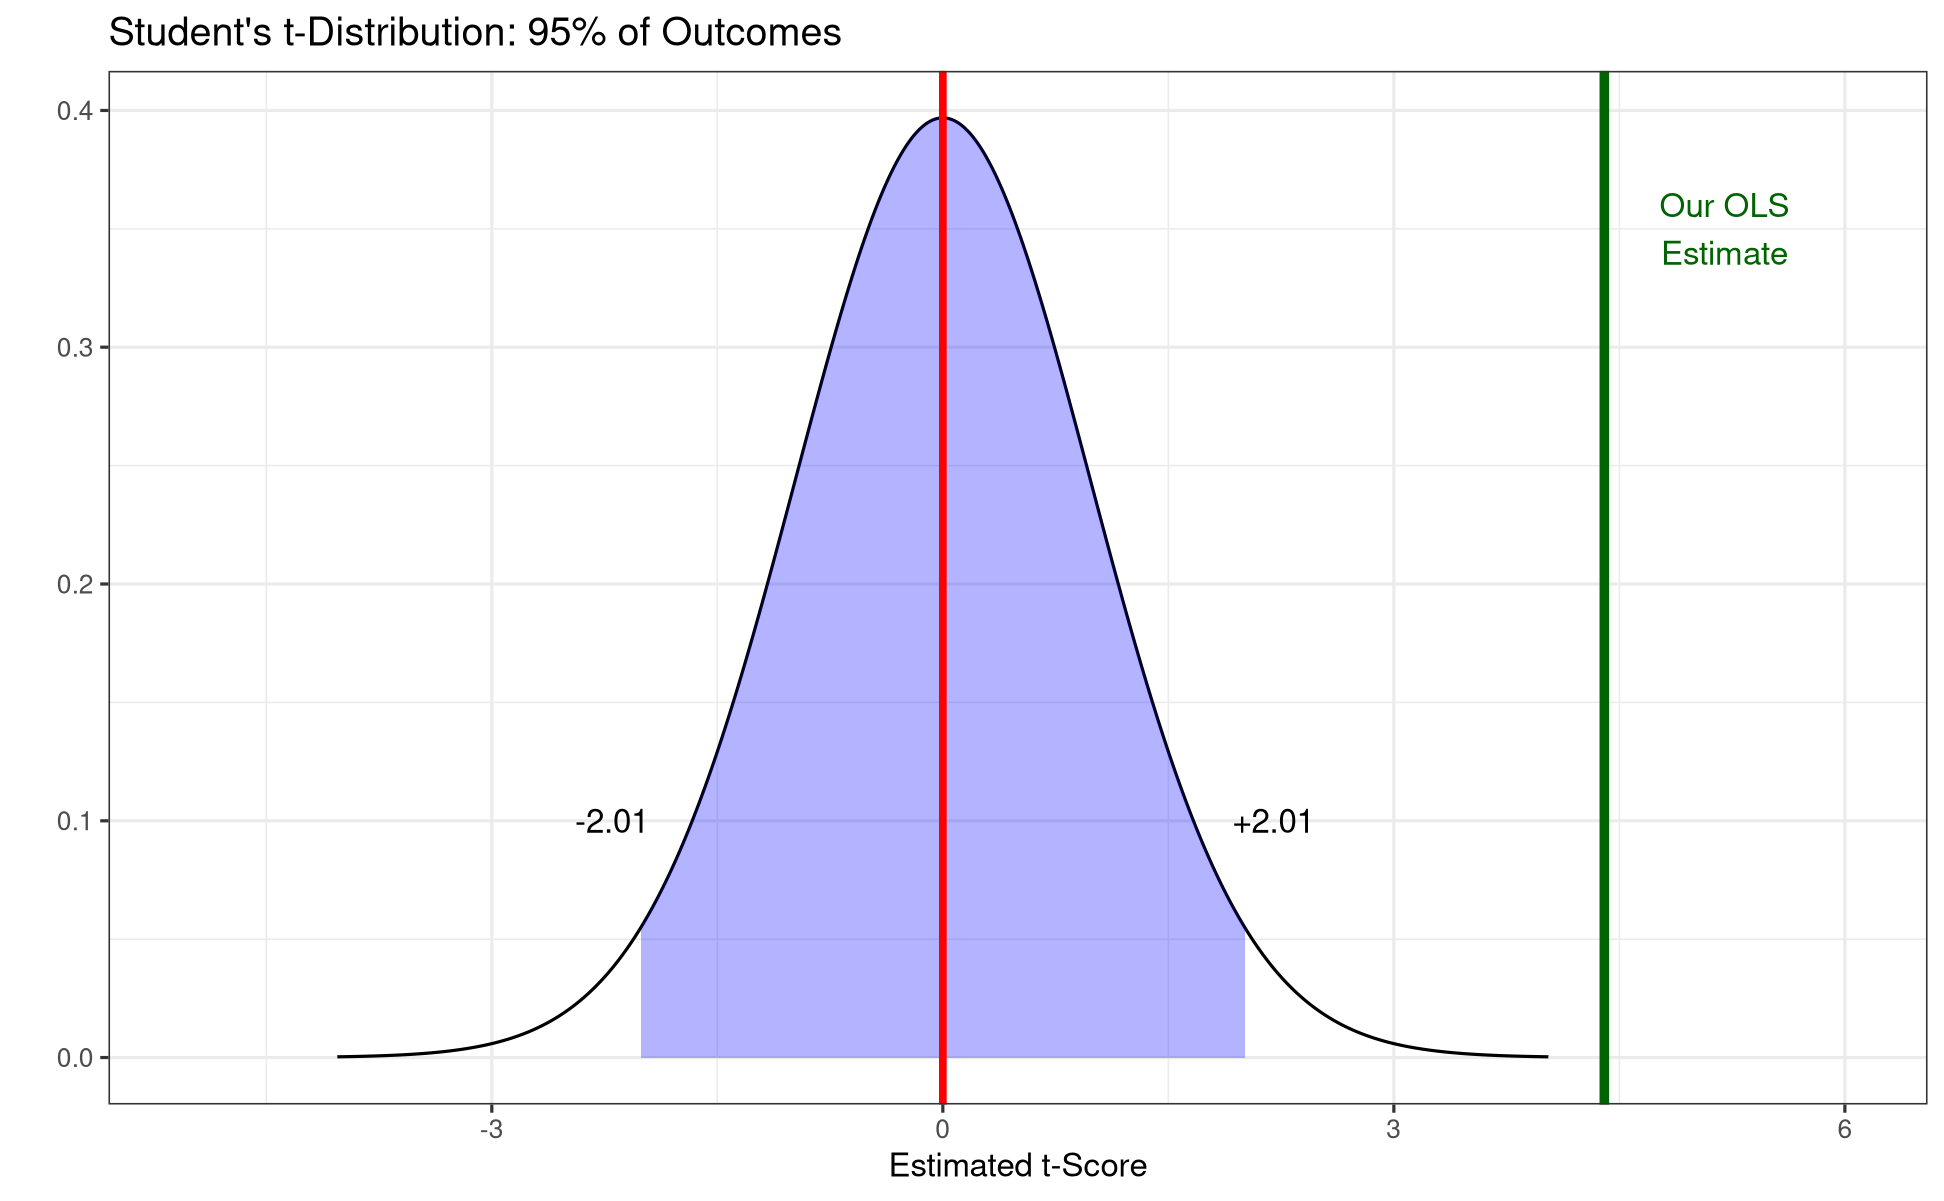 Student's t-Distribution: 95% of Outcomes
0.4
Our OLS
Estimate
0.3
0.2
0.1
-2.01
+2.01
0.0
-3
0
3
6
Estimated t-Score